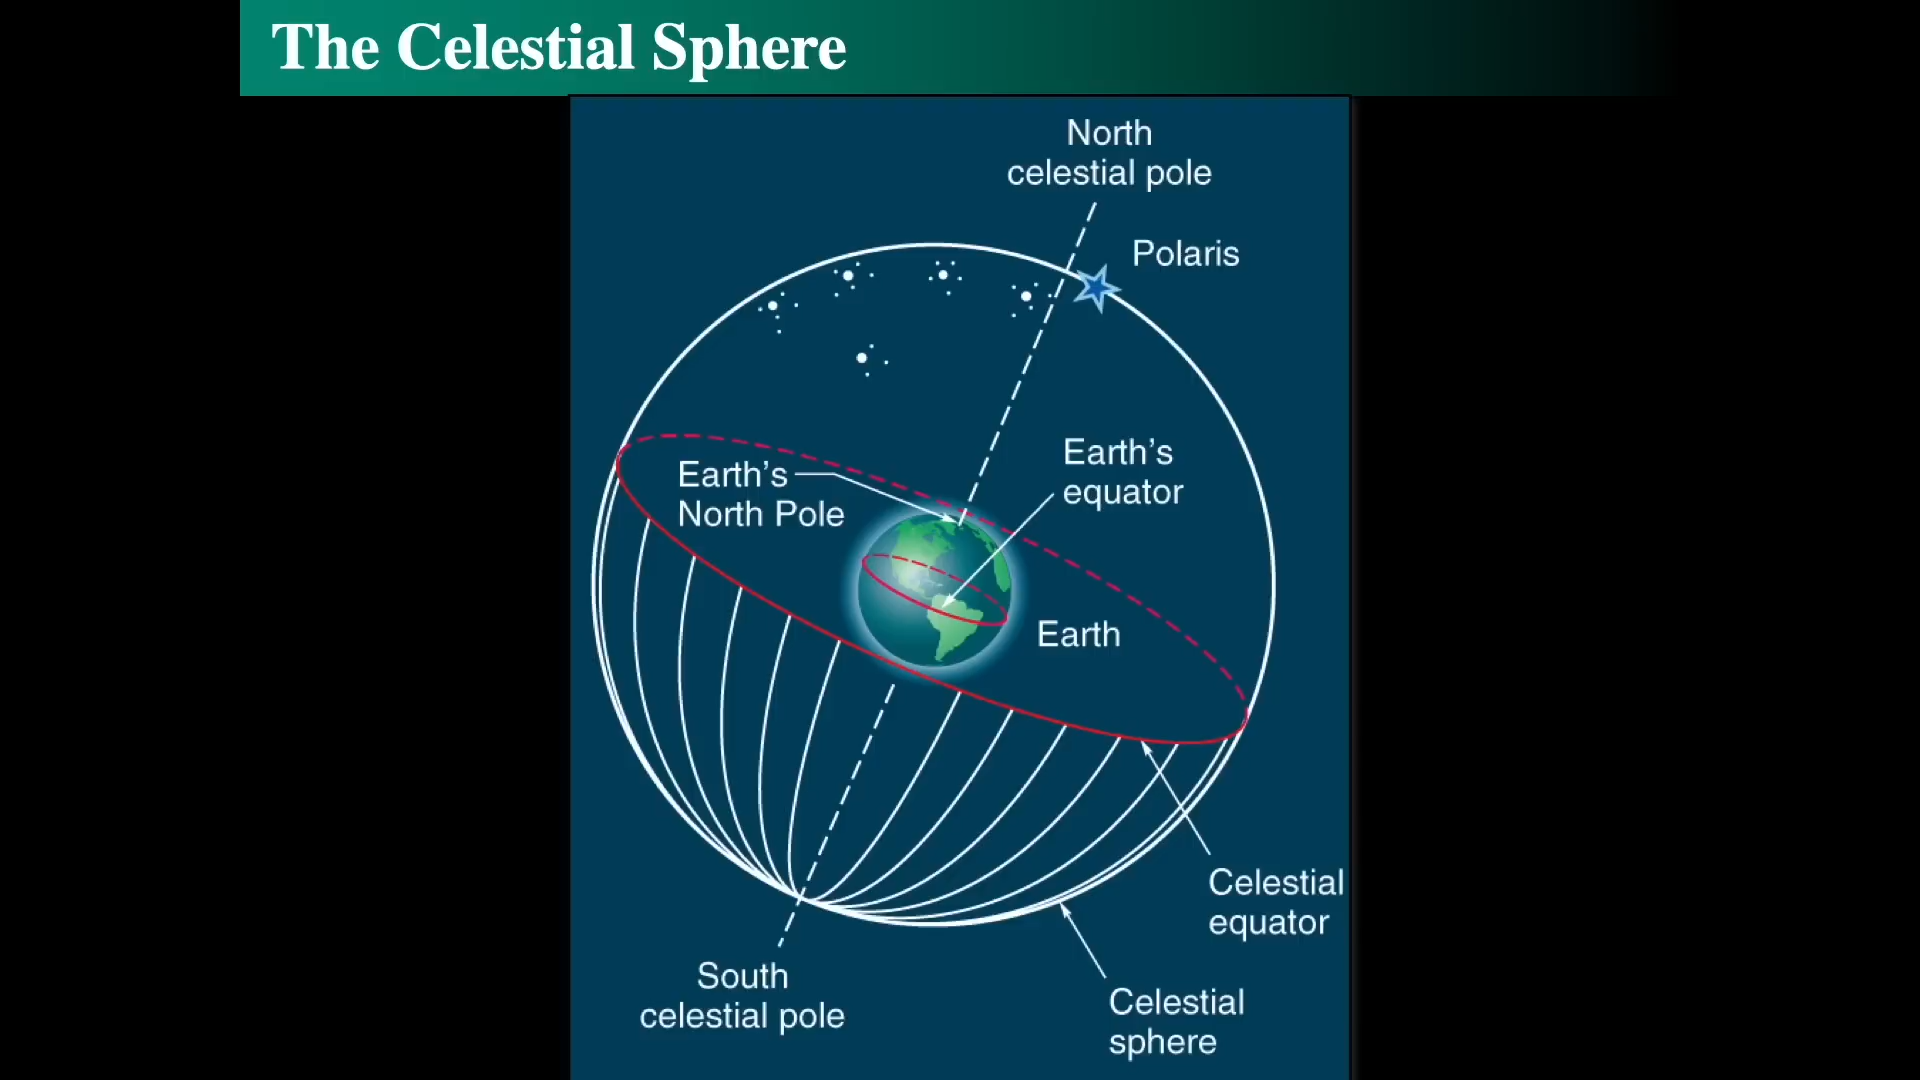 The Celestial Sphere
North
celestial pole
Polaris
Earth's
equator
Earth's
North Pole
Earth
Celestial
equator
South
celestial pole
Celestial
sphere